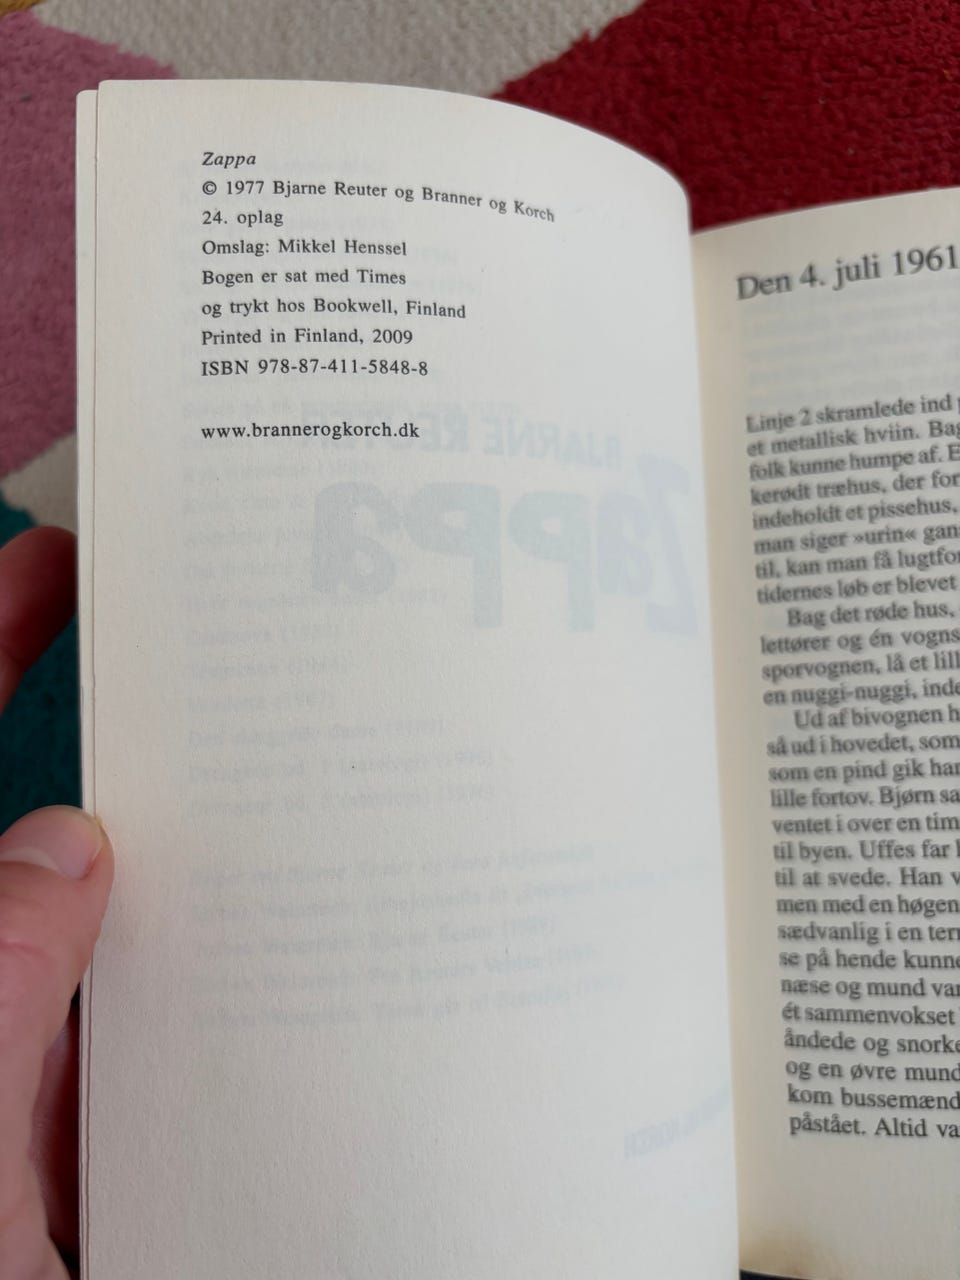 Zappa
© 1977 Bjarne Reuter og Branner og Korch
24. oplag
Omslag: Mikkel Henssel
Bogen er sat med Times
og trykt hos Bookwell, Finland
Printed in Finland, 2009
ISBN 978-87-411-5848-8
www.brannerogkorch.dk
BJARNE REUTER
Zappa
Den 4. juli 1961
Linje 2 skramlede ind
et metallisk hviin. Bag
folk kunne humpe af. E
kerødt træhus, der for
indeholdt et pissehus,
man siger »urin« gan
til, kan man få lugtfor
tidernes løb er blevet
Bag det røde hus,
lettører og én vogns
sporvognen, lå et lill
en nuggi-nuggi, inde
Ud af bivognen h
så ud i hovedet, som
som en pind gik har
lille fortov. Bjørn sa
ventet i over en tim
til byen. Uffes far h
til at svede. Han v
men med en høgen
sædvanlig i en tern
se på hende kunne
næse og mund var
ét sammenvokset
åndede og snorke
og en øvre mund
kom bussemænd
påstået. Altid va